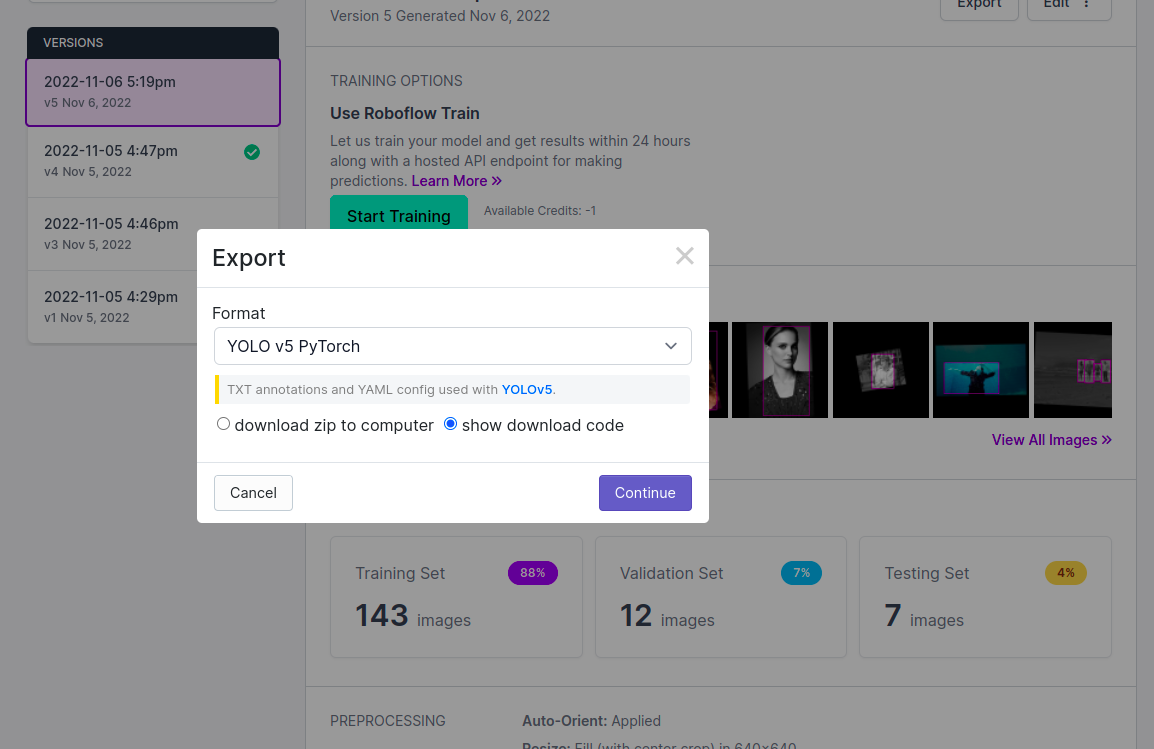 Version 5 Generated Nov 6, 2022
Export
Edit
VERSIONS
2022-11-06 5:19pm
v5 Nov 6, 2022
2022-11-05 4:47pm
v4 Nov 5, 2022
2022-11-05 4:46pm
v3 Nov 5, 2022
2022-11-05 4:29pm
v1 Nov 5, 2022
TRAINING OPTIONS
Use Roboflow Train
Let us train your model and get results within 24 hours
along with a hosted API endpoint for making
predictions. Learn More »
Start Training
Available Credits: -1
Export
Format
YOLO v5 PyTorch
TXT annotations and YAML config used with YOLOv5.
download zip to computer show download code
Cancel
Continue
View All Images »
Training Set 88%
143 images
Validation Set 7%
12 images
Testing Set 4%
7 images
PREPROCESSING
Auto-Orient: Applied
Resize: Fill (with center crop) in 640×640